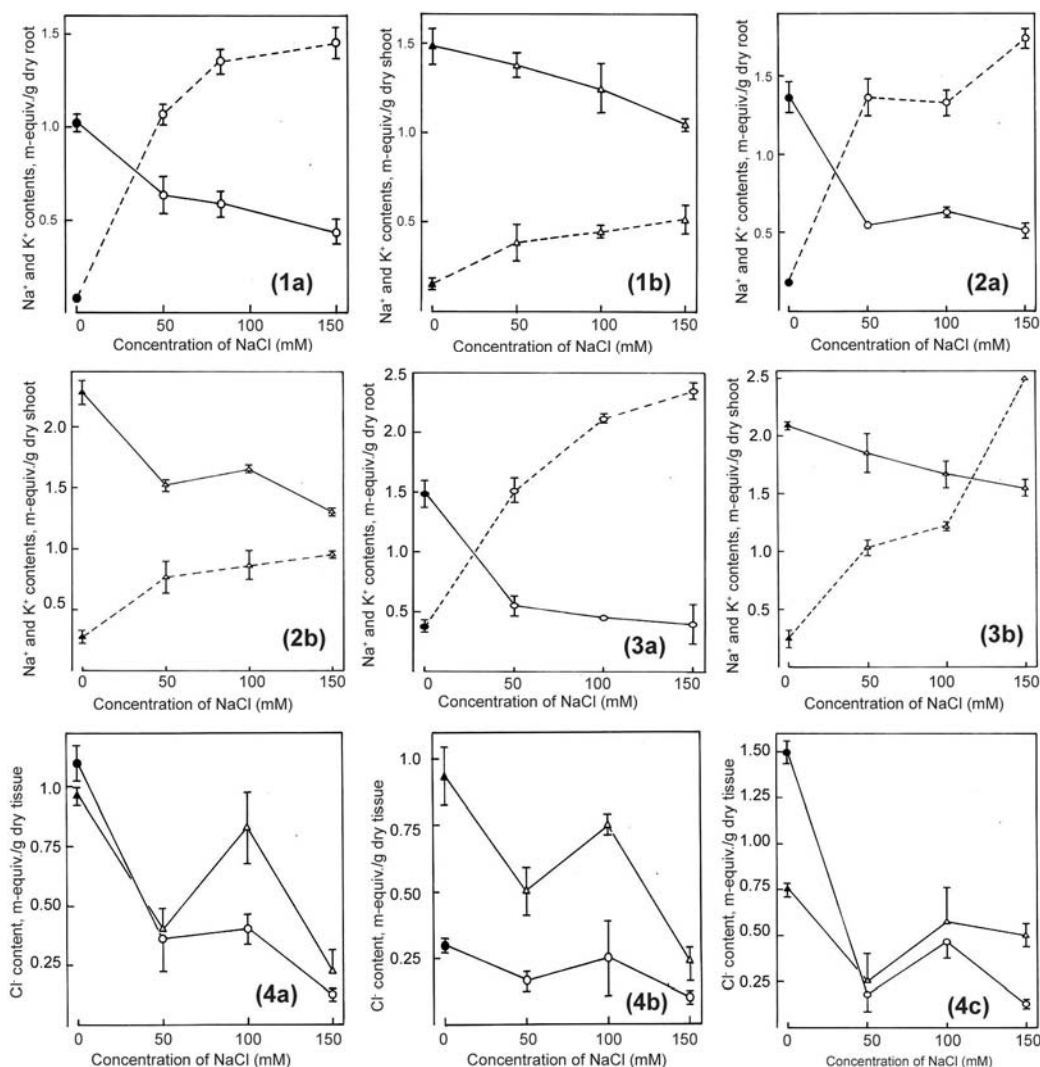 Na⁺ and K⁺ contents, m-equiv./g dry root
1.5
1.0
0.5
(1a)
0 50 100 150
Concentration of NaCl (mM)
Na⁺ and K⁺ contents, m-equiv./g dry shoot
1.5
1.0
0.5
(1b)
0 50 100 150
Concentration of NaCl (mM)
Na⁺ and K⁺ contents, m-equiv./g dry root
1.5
1.0
0.5
(2a)
0 50 100 150
Concentration of NaCl (mM)
Na⁺ and K⁺ contents, m-equiv./g dry shoot
2.0
1.5
1.0
0.5
(2b)
0 50 100 150
Concentration of NaCl (mM)
Na⁺ and K⁺ contents, m-equiv./g dry root
2.5
2.0
1.5
1.0
0.5
(3a)
0 50 100 150
Concentration of NaCl (mM)
Na⁺ and K⁺ contents, m-equiv./g dry shoot
2.5
2.0
1.5
1.0
0.5
(3b)
0 50 100 150
Concentration of NaCl (mM)
Cl⁻ content, m-equiv./g dry tissue
1.0
0.75
0.50
0.25
(4a)
0 50 100 150
Concentration of NaCl (mM)
Cl⁻ content, m-equiv./g dry tissue
1.0
0.75
0.5
0.25
(4b)
0 50 100 150
Concentration of NaCl (mM)
Cl⁻ content, m-equiv./g dry tissue
1.50
1.25
1.00
0.75
0.50
0.25
(4c)
0 50 100 150
Concentration of NaCl (mM)